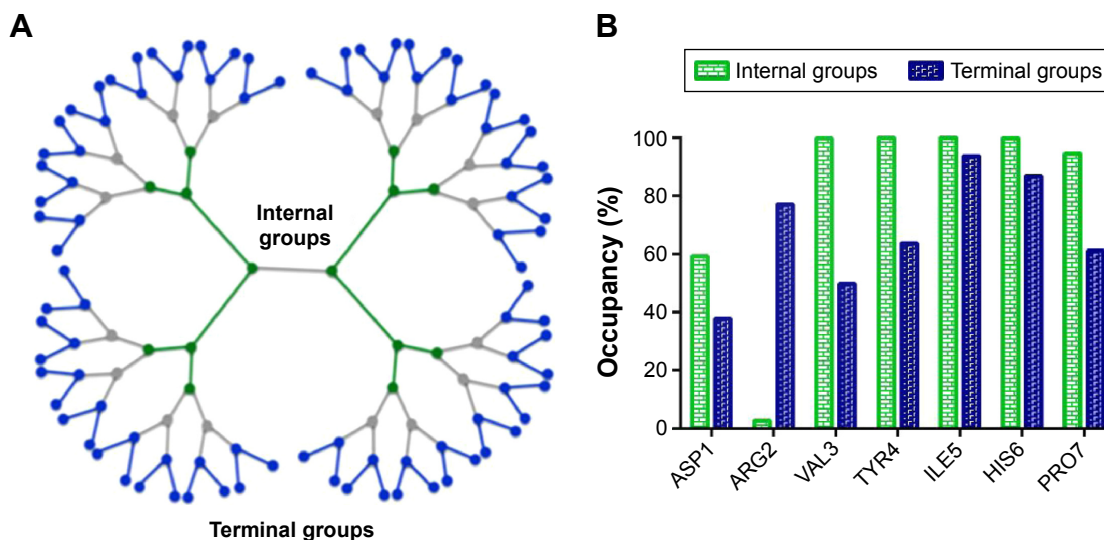 A
Internal
groups
Terminal groups
B
Internal groups
Terminal groups
Occupancy (%)
100
80
60
40
20
0
ASP1
ARG2
VAL3
TYR4
ILE5
HIS6
PRO7